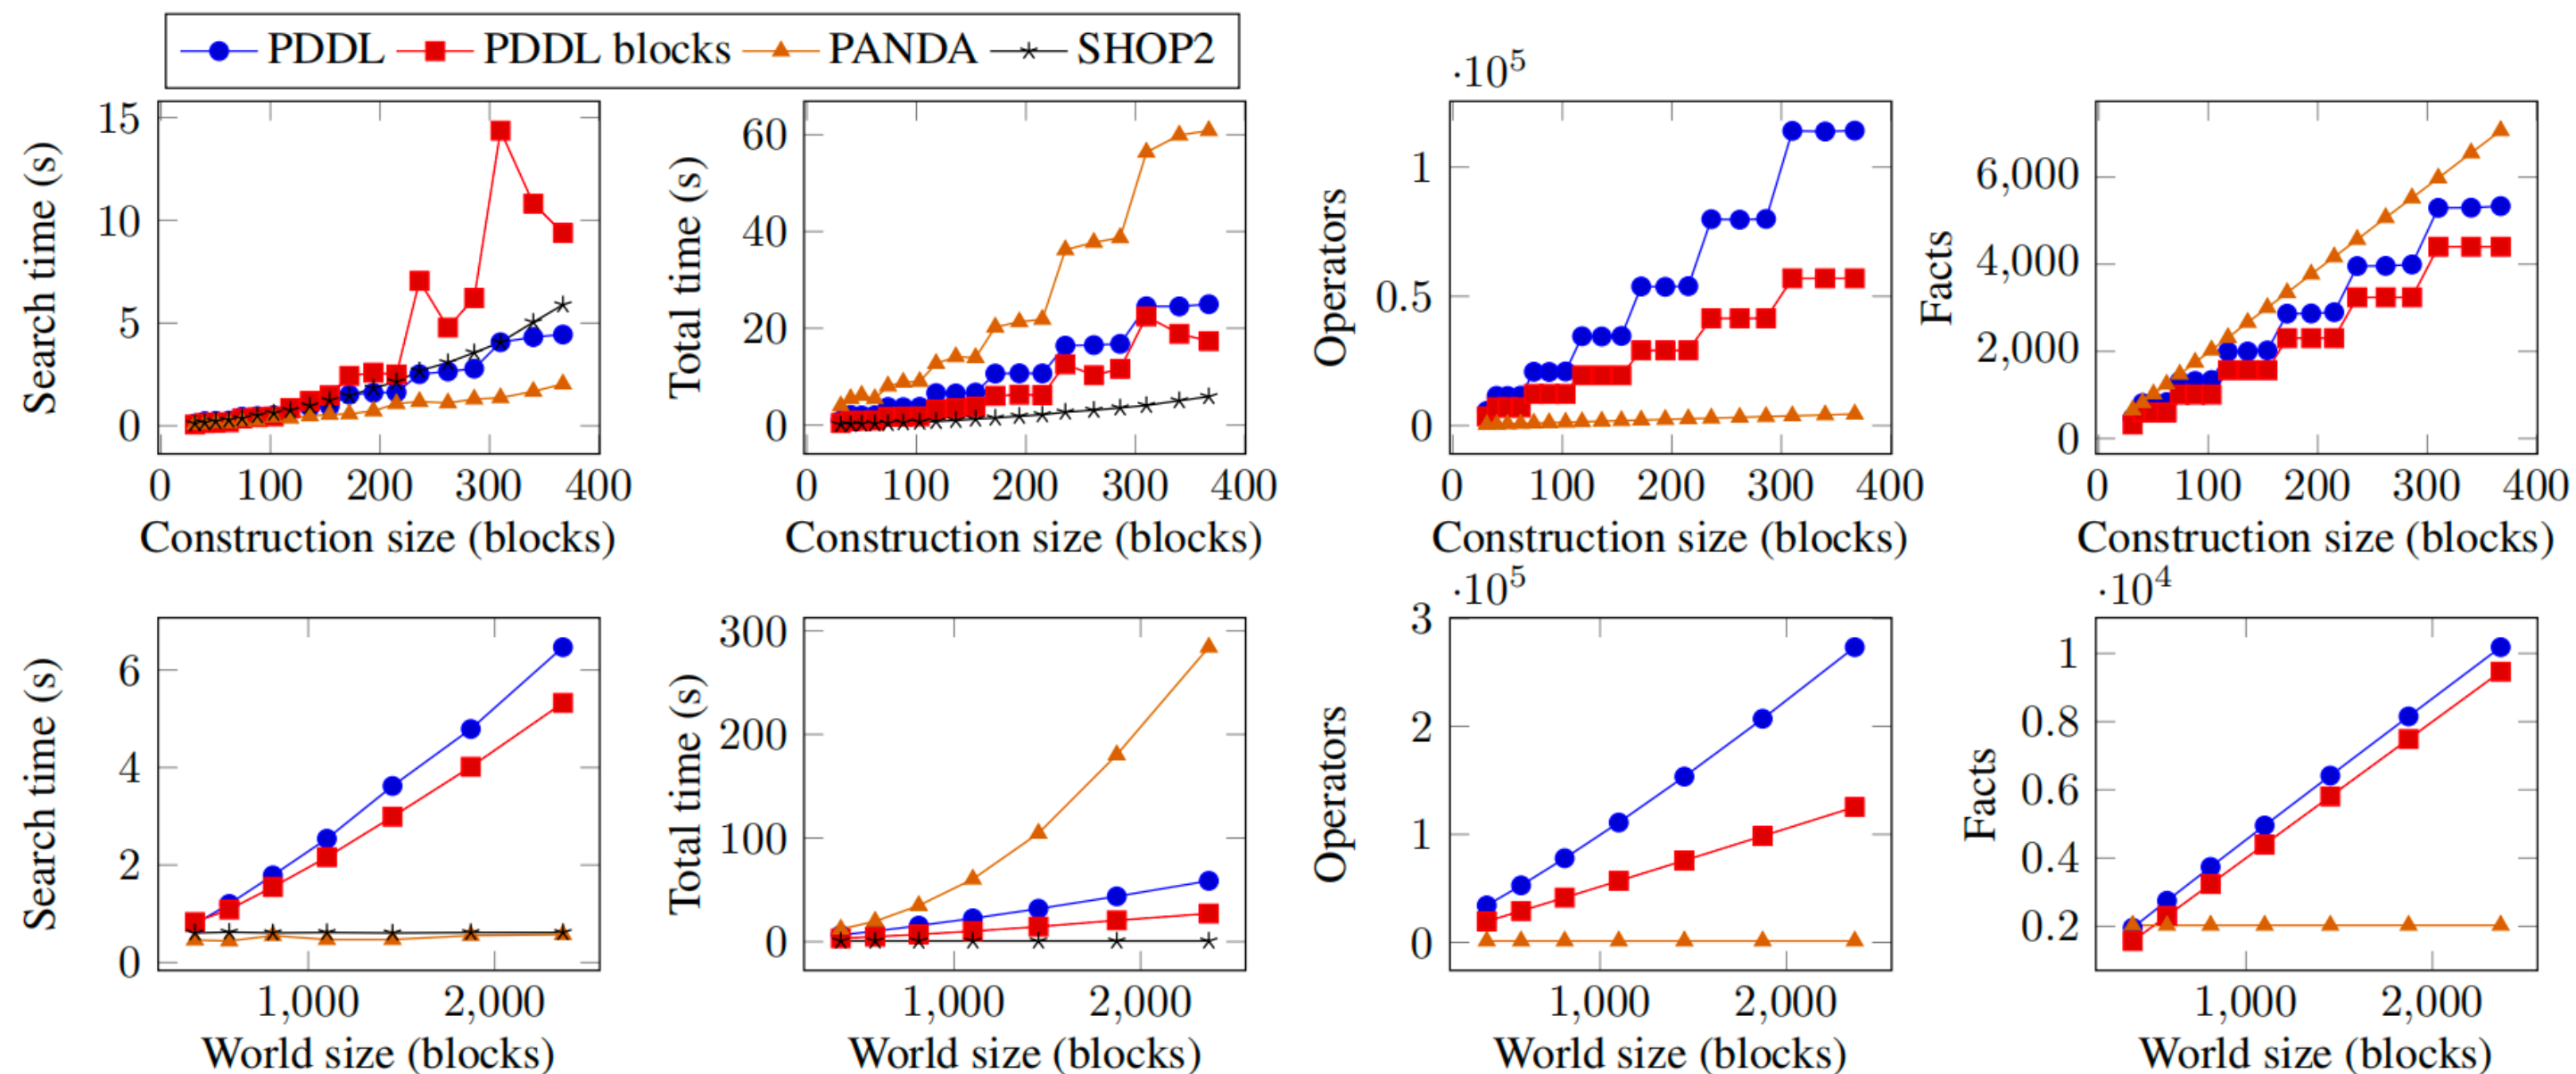 PDDL PDDL blocks PANDA SHOP2
Search time (s)
15
10
5
0
0 100 200 300 400
Construction size (blocks)
Total time (s)
60
40
20
0
0 100 200 300 400
Construction size (blocks)
·10⁵
Operators
1
0.5
0
0 100 200 300 400
Construction size (blocks)
Facts
6,000
4,000
2,000
0
0 100 200 300 400
Construction size (blocks)
Search time (s)
6
4
2
0
1,000 2,000
World size (blocks)
Total time (s)
300
200
100
0
1,000 2,000
World size (blocks)
·10⁵
Operators
3
2
1
0
1,000 2,000
World size (blocks)
·10⁴
Facts
1
0.8
0.6
0.4
0.2
1,000 2,000
World size (blocks)